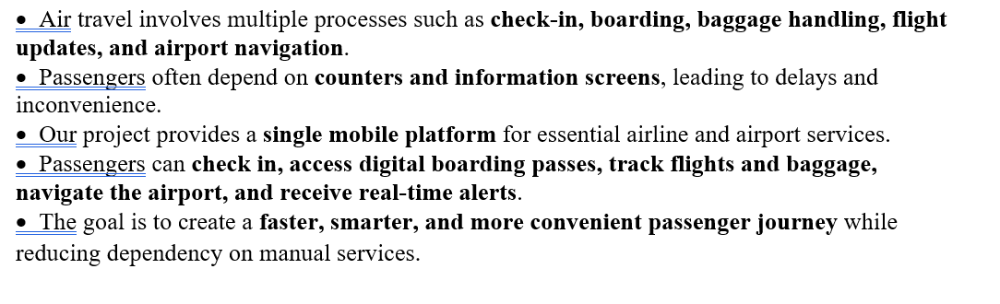 • Air travel involves multiple processes such as check-in, boarding, baggage handling, flight
updates, and airport navigation.
• Passengers often depend on counters and information screens, leading to delays and
inconvenience.
• Our project provides a single mobile platform for essential airline and airport services.
• Passengers can check in, access digital boarding passes, track flights and baggage,
navigate the airport, and receive real-time alerts.
• The goal is to create a faster, smarter, and more convenient passenger journey while
reducing dependency on manual services.